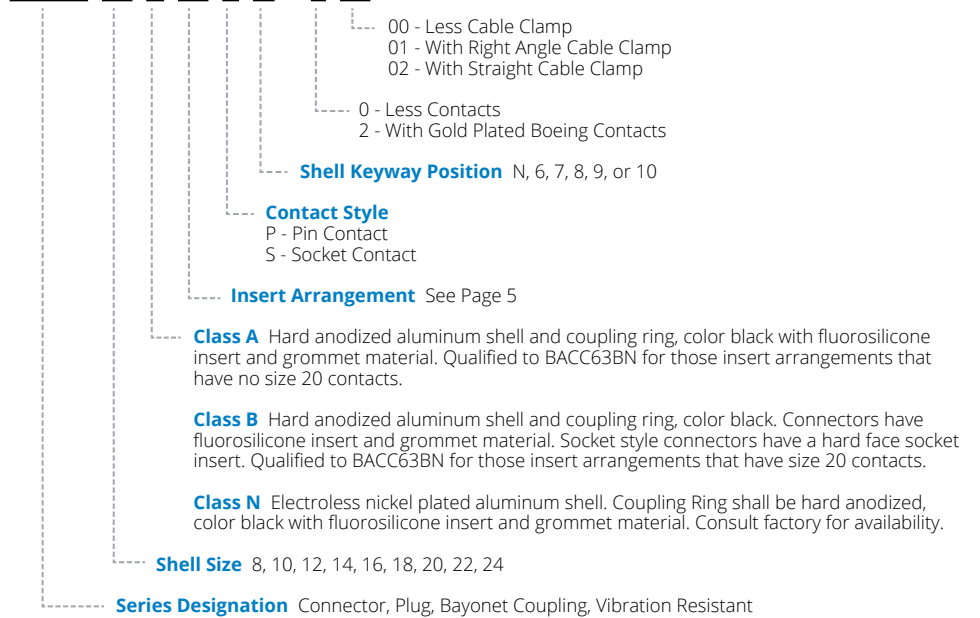 00 - Less Cable Clamp
01 - With Right Angle Cable Clamp
02 - With Straight Cable Clamp
0 - Less Contacts
2 - With Gold Plated Boeing Contacts
Shell Keyway Position N, 6, 7, 8, 9, or 10
Contact Style
P - Pin Contact
S - Socket Contact
Insert Arrangement See Page 5
Class A Hard anodized aluminum shell and coupling ring, color black with fluorosilicone
insert and grommet material. Qualified to BACC63BN for those insert arrangements that
have no size 20 contacts.
Class B Hard anodized aluminum shell and coupling ring, color black. Connectors have
fluorosilicone insert and grommet material. Socket style connectors have a hard face socket
insert. Qualified to BACC63BN for those insert arrangements that have size 20 contacts.
Class N Electroless nickel plated aluminum shell. Coupling Ring shall be hard anodized,
color black with fluorosilicone insert and grommet material. Consult factory for availability.
Shell Size 8, 10, 12, 14, 16, 18, 20, 22, 24
Series Designation Connector, Plug, Bayonet Coupling, Vibration Resistant